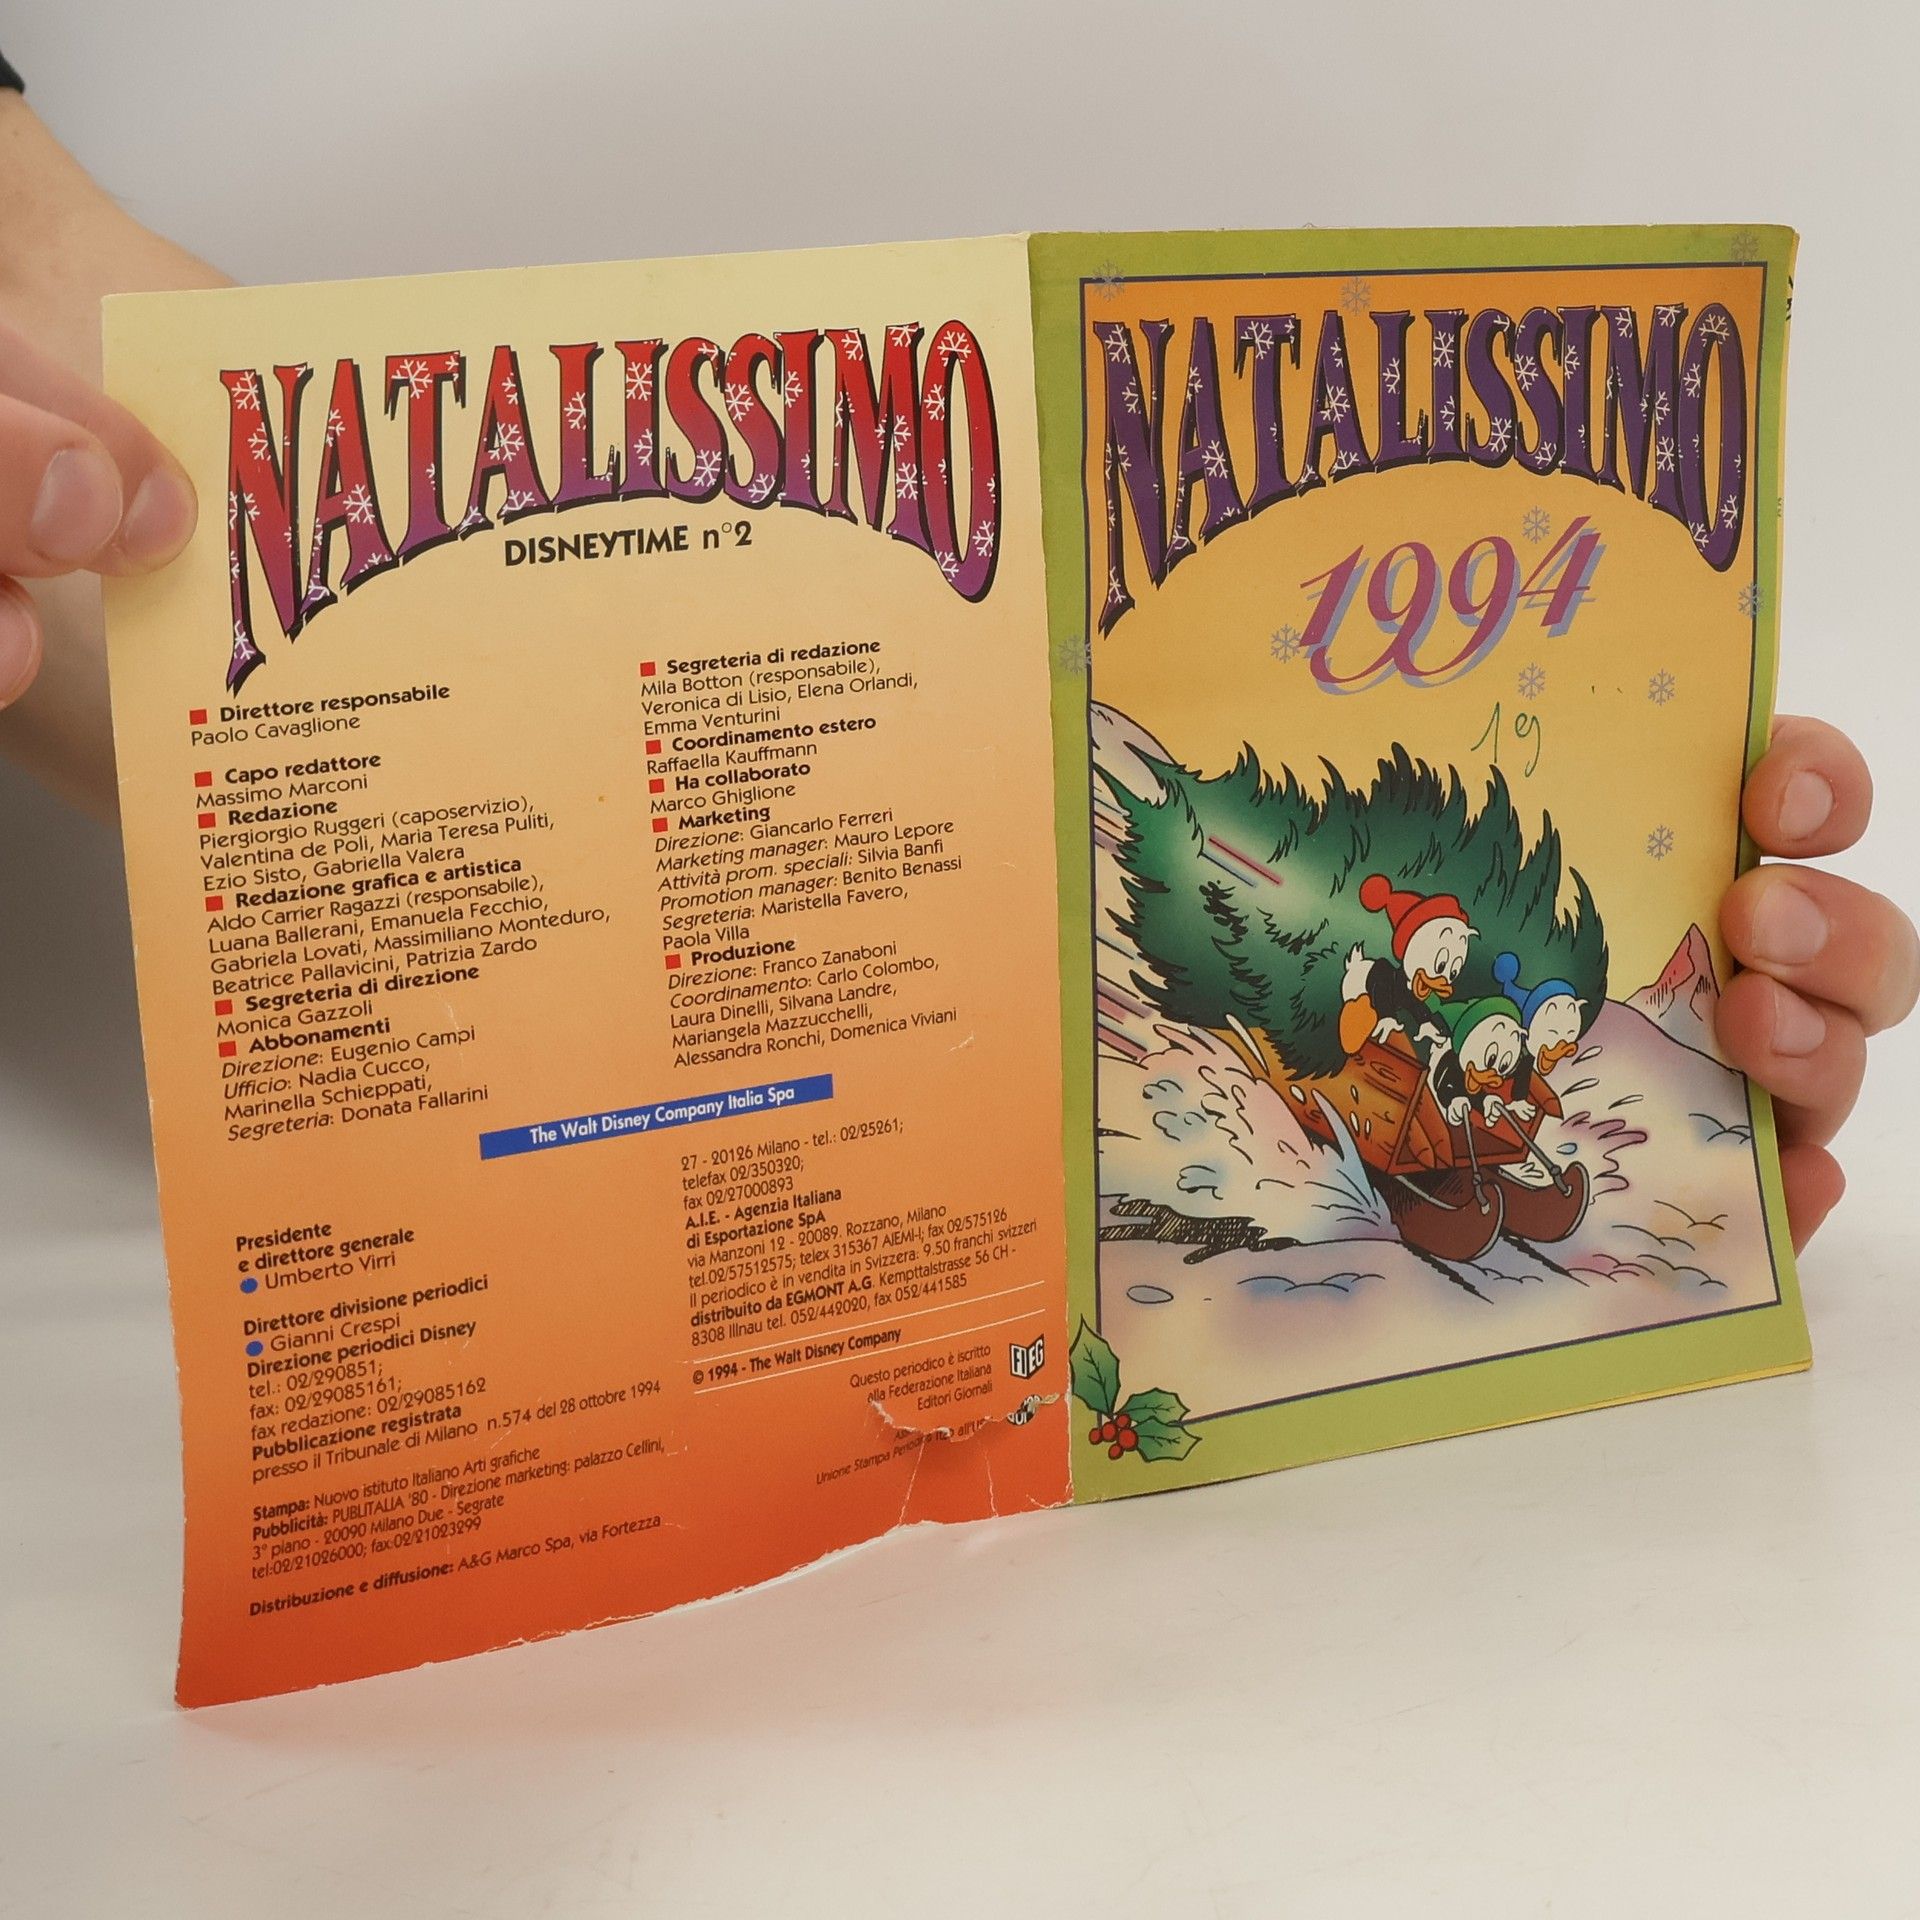 NATALISSIMO
DISNEYTIME n°2
Direttore responsabile
Paolo Cavaglione
Capo redattore
Massimo Marconi
Redazione
Piergiorgio Ruggeri (caposervizio),
Valentina de Poli, Maria Teresa Puliti,
Ezio Sisto, Gabriella Valera
Redazione grafica e artistica
Aldo Carrier Ragazzi (responsabile),
Luana Ballerani, Emanuela Fecchio,
Gabriela Lovati, Massimiliano Monteduro,
Beatrice Pallavicini, Patrizia Zardo
Segreteria di direzione
Monica Gazzoli
Abbonamenti
Direzione: Eugenio Campi
Ufficio: Nadia Cucco,
Marinella Schieppati,
Segreteria: Donata Fallarini
Segreteria di redazione
Mila Botton (responsabile),
Veronica di Lisio, Elena Orlandi,
Emma Venturini
Coordinamento estero
Raffaella Kauffmann
Ha collaborato
Marco Ghiglione
Marketing
Direzione: Giancarlo Ferreri
Marketing manager: Mauro Lepore
Attività prom. speciali: Silvia Banfi
Promotion manager: Benito Benassi
Segreteria: Maristella Favero,
Paola Villa
Produzione
Direzione: Franco Zanaboni
Coordinamento: Carlo Colombo,
Laura Dinelli, Silvana Landre,
Mariangela Mazzucchelli,
Alessandra Ronchi, Domenica Viviani
The Walt Disney Company Italia Spa
Presidente
e direttore generale
Umberto Virri
Direttore divisione periodici
Gianni Crespi
Direzione periodici Disney
tel.: 02/290851;
fax: 02/29085161;
fax redazione: 02/29085162
Pubblicazione registrata
presso il Tribunale di Milano n.574 del 28 ottobre 1994
Stampa: Nuovo istituto Italiano Arti grafiche
Pubblicità: PUBLITALIA '80 - Direzione marketing: palazzo Cellini,
3° piano - 20090 Milano Due - Segrate
tel:02/21026000; fax:02/21023299
Distribuzione e diffusione: A&G Marco Spa, via Fortezza
27 - 20126 Milano - tel.: 02/25261;
telefax 02/350320;
fax 02/27000893
A.I.E. - Agenzia Italiana
di Esportazione SpA
via Manzoni 12 - 20089. Rozzano, Milano
tel.02/57512575; telex 315367 AIEMI-I; fax 02/575126
Il periodico è in vendita in Svizzera: 9.50 franchi svizzeri
distribuito da EGMONT A.G. Kempttalstrasse 56 CH -
8308 Illnau tel. 052/442020, fax 052/441585
© 1994 - The Walt Disney Company
Questo periodico è iscritto
alla Federazione Italiana
Editori Giornali
FIEG
Unione Stampa
NATALISSIMO
1994
19